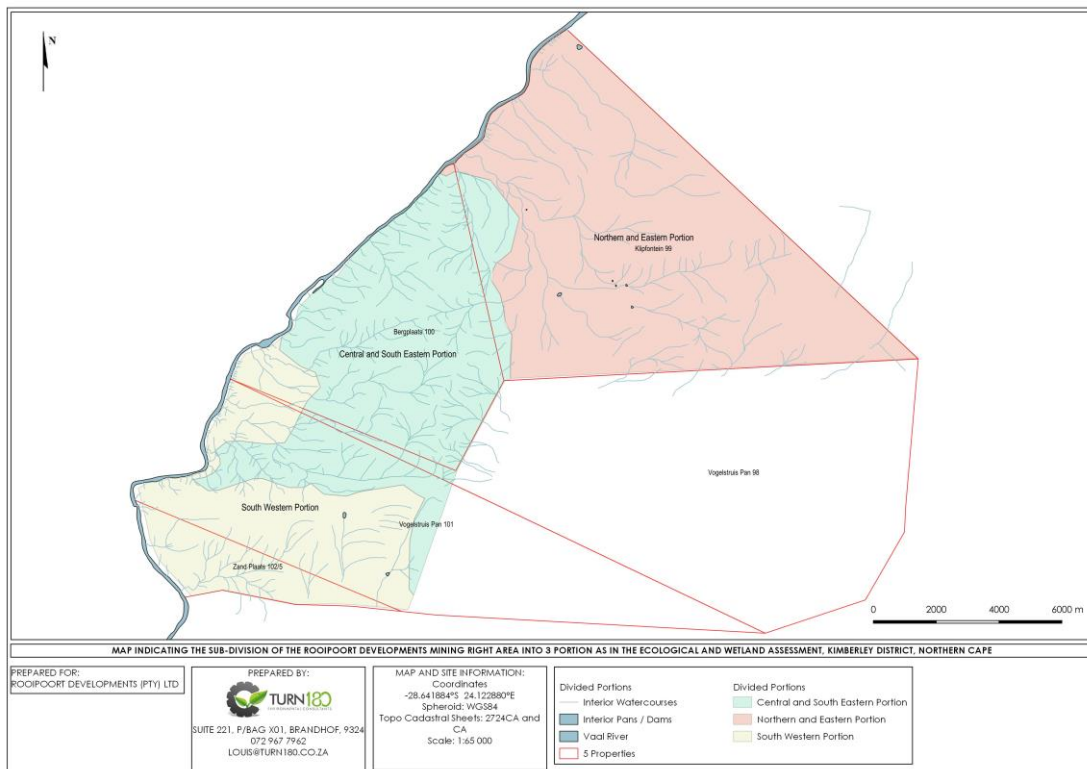 N
Northern and Eastern Portion
Klipfontein 99
Bergplaats 100
Central and South Eastern Portion
Vogelstruis Pan 98
South Western Portion
Vogelstruis Pan 101
Zand Plaats 102/5
0 2000 4000 6000 m
MAP INDICATING THE SUB-DIVISION OF THE ROOIPOORT DEVELOPMENTS MINING RIGHT AREA INTO 3 PORTION AS IN THE ECOLOGICAL AND WETLAND ASSESSMENT, KIMBERLEY DISTRICT, NORTHERN CAPE
PREPARED FOR:
ROOIPOORT DEVELOPMENTS (PTY) LTD
PREPARED BY:
TURN180
ENVIRONMENTAL CONSULTANTS
SUITE 221, P/BAG X01, BRANDHOF, 9324
072 967 7962
LOUIS@TURN180.CO.ZA
MAP AND SITE INFORMATION:
Coordinates
-28.641884°S 24.122880°E
Spheroid: WGS84
Topo Cadastral Sheets: 2724CA and
CA
Scale: 1:65 000
Divided Portions
Interior Watercourses
Interior Pans / Dams
Vaal River
5 Properties
Divided Portions
Central and South Eastern Portion
Northern and Eastern Portion
South Western Portion